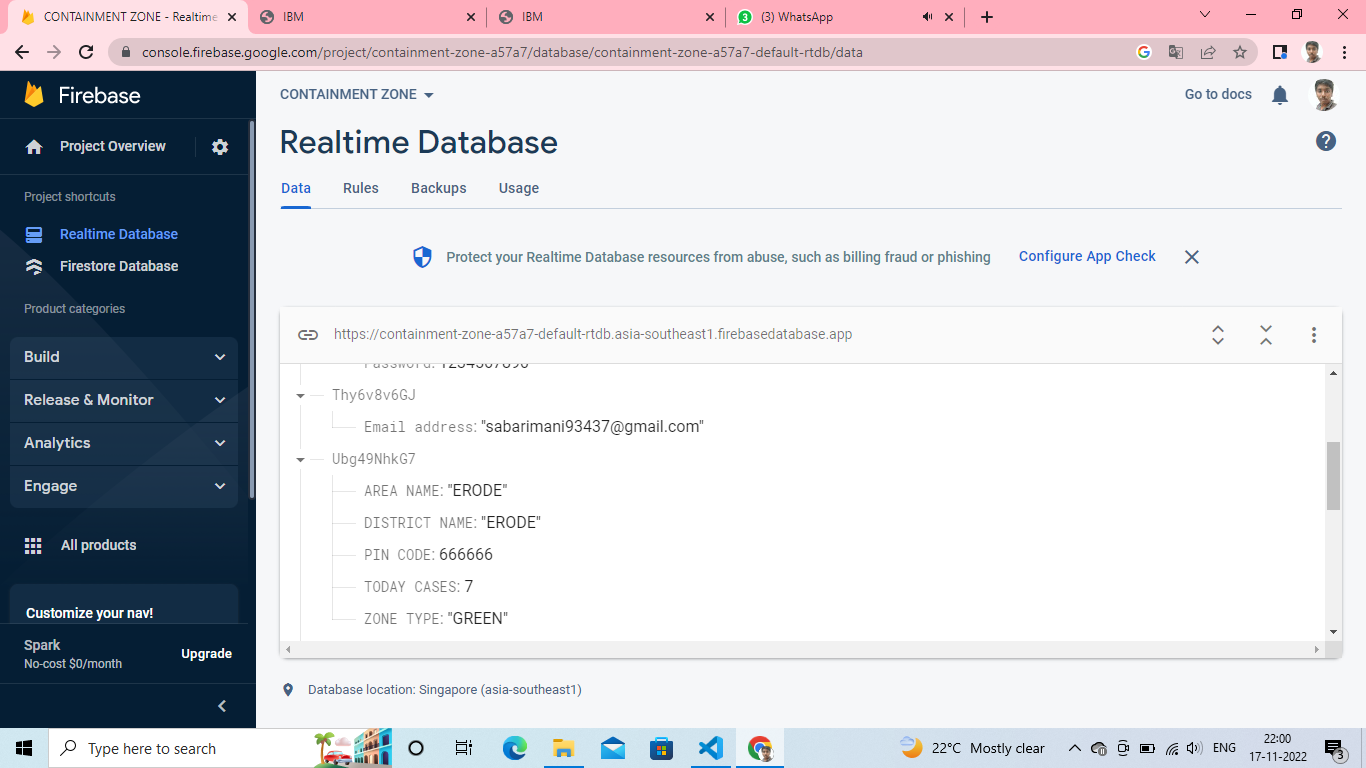 CONTAINMENT ZONE - Realtime
IBM
IBM
(3) WhatsApp
console.firebase.google.com/project/containment-zone-a57a7/database/containment-zone-a57a7-default-rtdb/data
Firebase
Project Overview
Project shortcuts
Realtime Database
Firestore Database
Product categories
Build
Release & Monitor
Analytics
Engage
All products
Customize your nav!
Spark
No-cost $0/month
Upgrade
CONTAINMENT ZONE
Go to docs
Realtime Database
Data
Rules
Backups
Usage
Protect your Realtime Database resources from abuse, such as billing fraud or phishing
Configure App Check
https://containment-zone-a57a7-default-rtdb.asia-southeast1.firebasedatabase.app
Password: 1234567890
Thy6v8v6GJ
Email address: "sabarimani93437@gmail.com"
Ubg49NhkG7
AREA NAME: "ERODE"
DISTRICT NAME: "ERODE"
PIN CODE: 666666
TODAY CASES: 7
ZONE TYPE: "GREEN"
Database location: Singapore (asia-southeast1)
Type here to search
22°C Mostly clear
ENG
22:00
17-11-2022
3